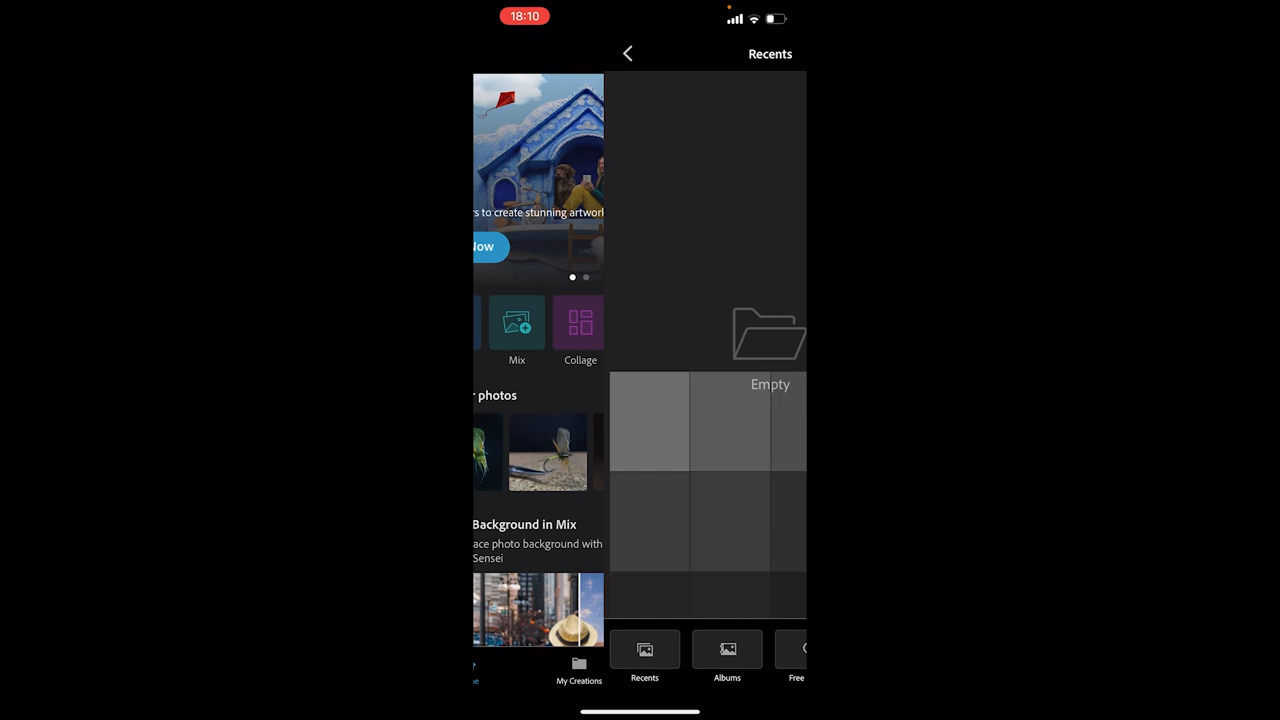 18:10
Recents
rs to create stunning artwork
Now
Mix
Collage
r photos
Empty
Background in Mix
ace photo background with
Sensei
Recents
Albums
Free
My Creations